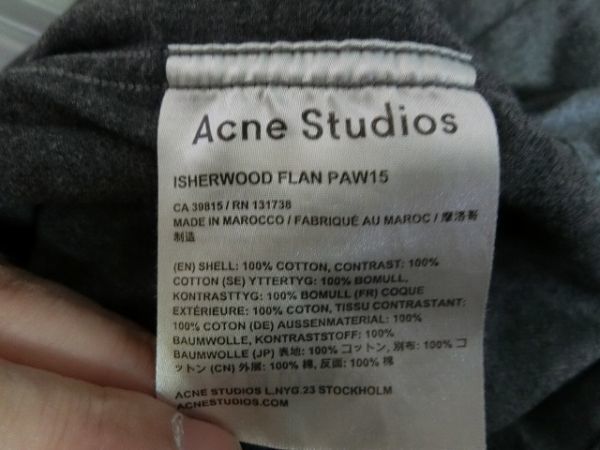 Acne Studios
ISHERWOOD FLAN PAW15
CA 39815 / RN 131738
MADE IN MAROCCO / FABRIQUÉ AU MAROC / 摩洛哥
制造
(EN) SHELL: 100% COTTON, CONTRAST: 100%
COTTON (SE) YTTERTYG: 100% BOMULL,
KONTRASTTYG: 100% BOMULL (FR) COQUE
EXTÉRIEURE: 100% COTON, TISSU CONTRASTANT:
100% COTON (DE) AUSSENMATERIAL: 100%
BAUMWOLLE, KONTRASTSTOFF: 100%
BAUMWOLLE (JP) 表地: 100% コットン, 別布: 100% コ
ットン (CN) 外层: 100% 棉, 反面: 100% 棉
ACNE STUDIOS L.NYG.23 STOCKHOLM
ACNESTUDIOS.COM